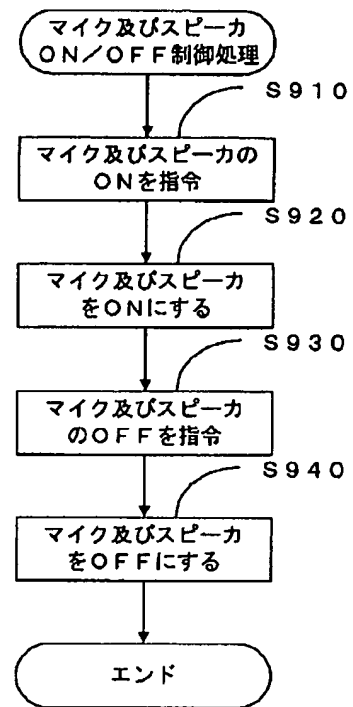 マイク及びスピーカ
ON／OFF制御処理
S910
マイク及びスピーカの
ONを指令
S920
マイク及びスピーカ
をONにする
S930
マイク及びスピーカ
のOFFを指令
S940
マイク及びスピーカ
をOFFにする
エンド